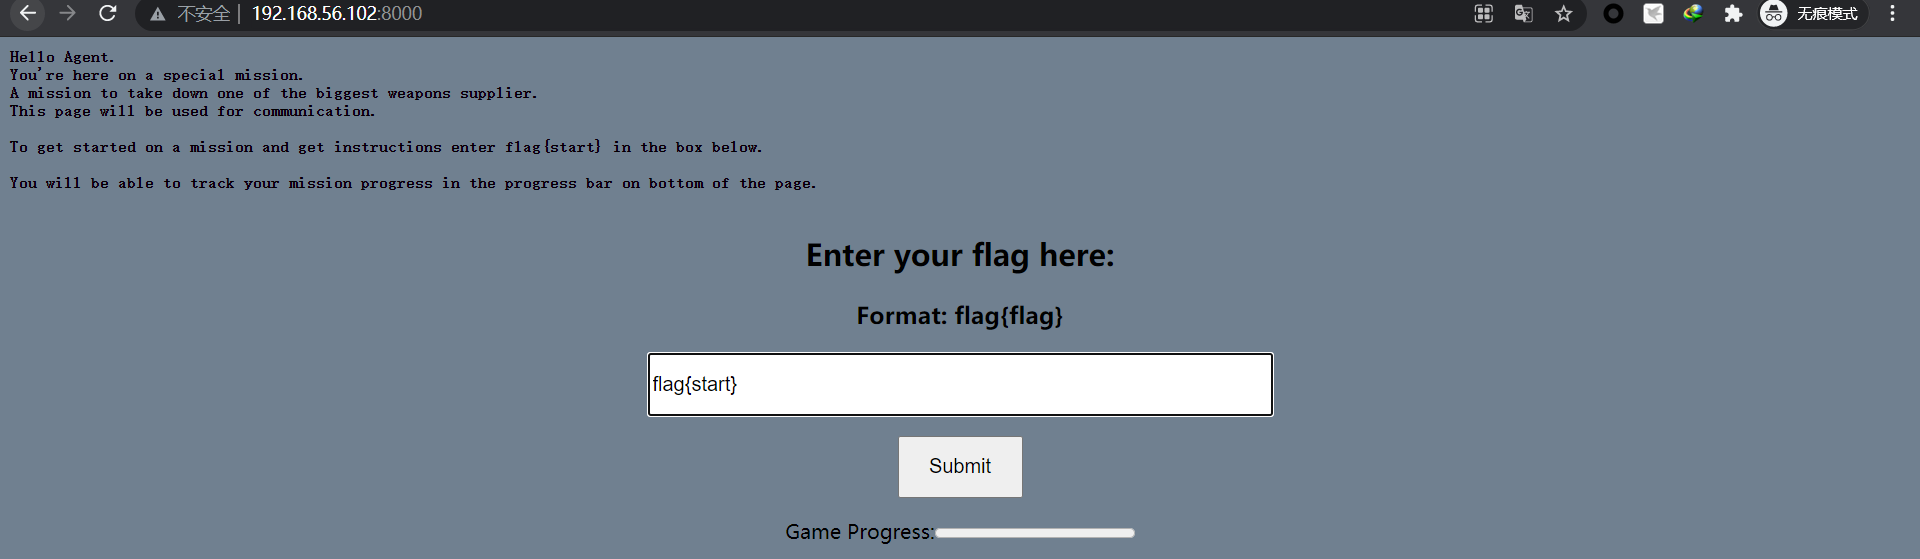 不安全 | 192.168.56.102:8000 无痕模式
Hello Agent.
You're here on a special mission.
A mission to take down one of the biggest weapons supplier.
This page will be used for communication.
To get started on a mission and get instructions enter flag{start} in the box below.
You will be able to track your mission progress in the progress bar on bottom of the page.
Enter your flag here:
Format: flag{flag}
flag{start}
Submit
Game Progress: